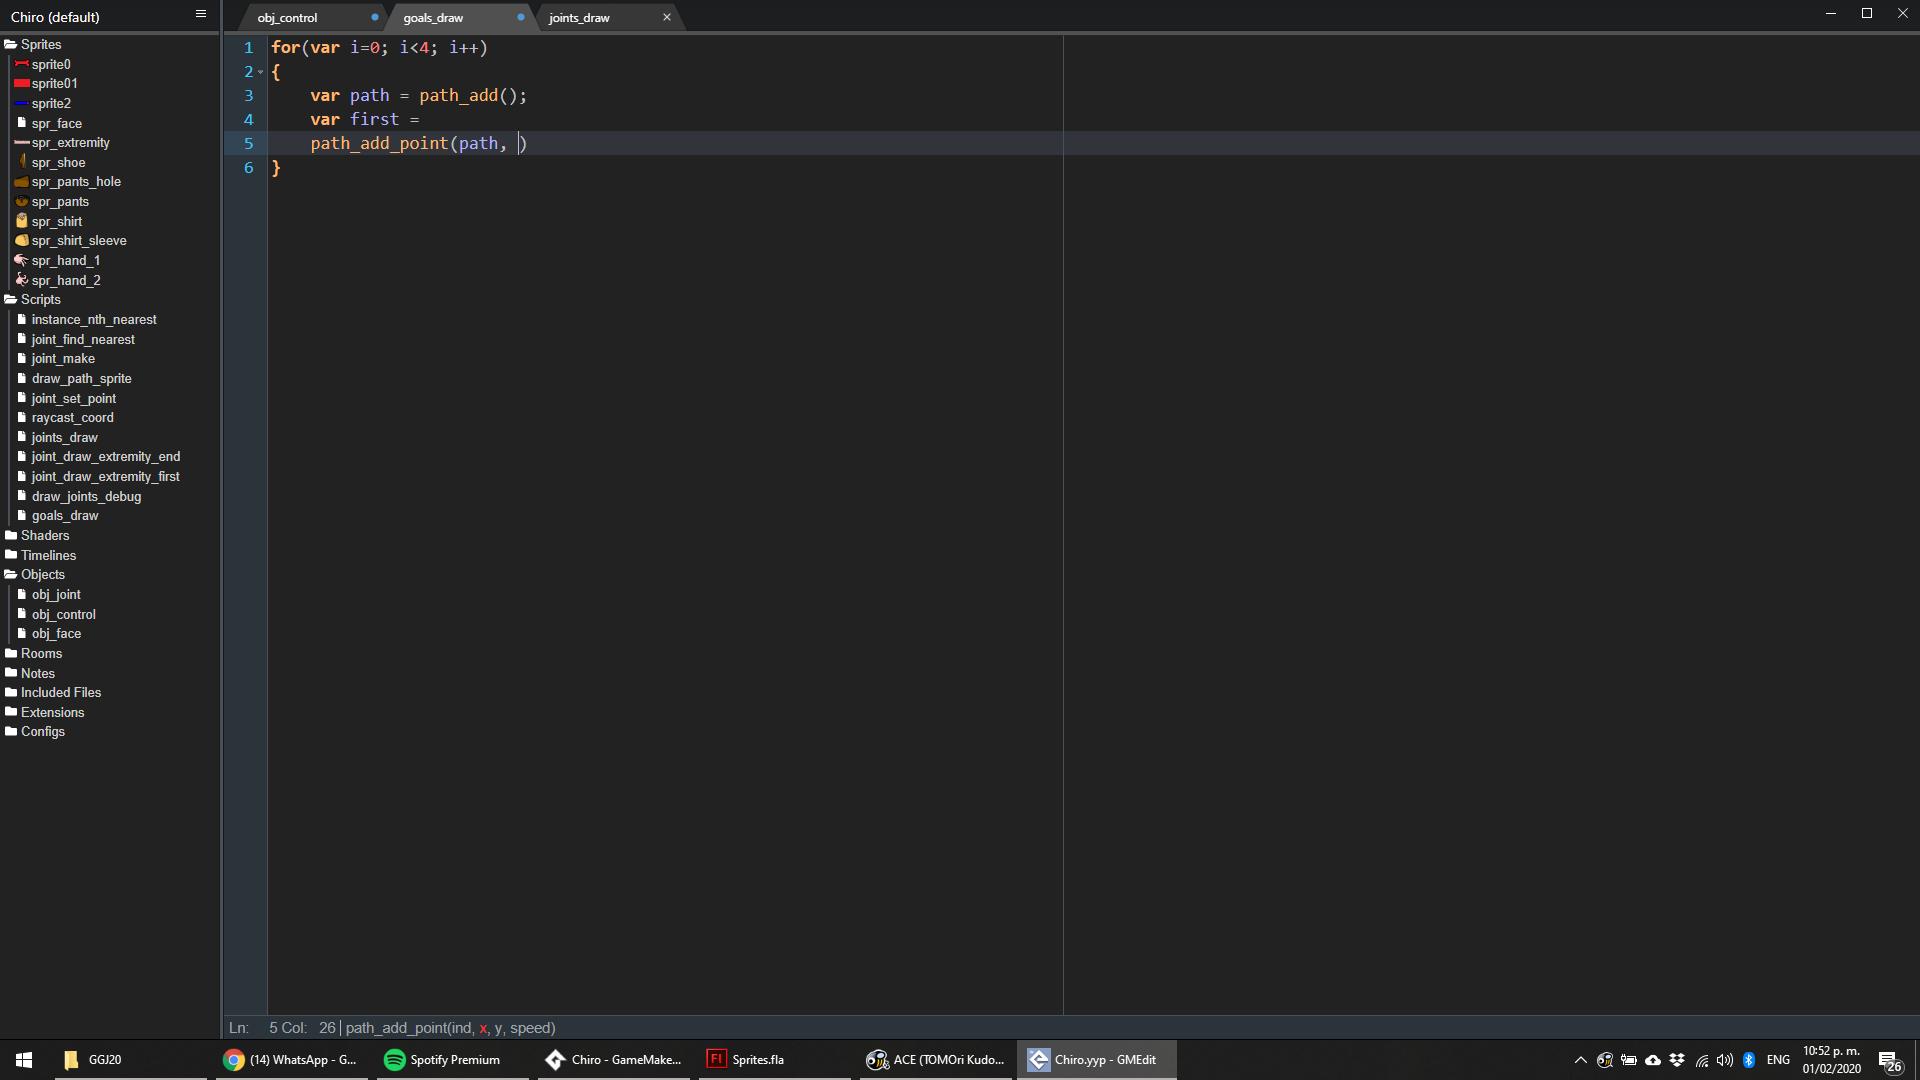 Chiro (default)
obj_control
goals_draw
joints_draw
Sprites
sprite0
sprite01
sprite2
spr_face
spr_extremity
spr_shoe
spr_pants_hole
spr_pants
spr_shirt
spr_shirt_sleeve
spr_hand_1
spr_hand_2
Scripts
instance_nth_nearest
joint_find_nearest
joint_make
draw_path_sprite
joint_set_point
raycast_coord
joints_draw
joint_draw_extremity_end
joint_draw_extremity_first
draw_joints_debug
goals_draw
Shaders
Timelines
Objects
obj_joint
obj_control
obj_face
Rooms
Notes
Included Files
Extensions
Configs
1 for(var i=0; i<4; i++)
2 {
3 var path = path_add();
4 var first =
5 path_add_point(path, )
6 }
Ln: 5 Col: 26 path_add_point(ind, x, y, speed)
GGJ20
(14) WhatsApp - G...
Spotify Premium
Chiro - GameMake...
Fl
Sprites.fla
ACE (TOMOri Kudo...
Chiro.yyp - GMEdit
ENG
10:52 p. m.
01/02/2020
26